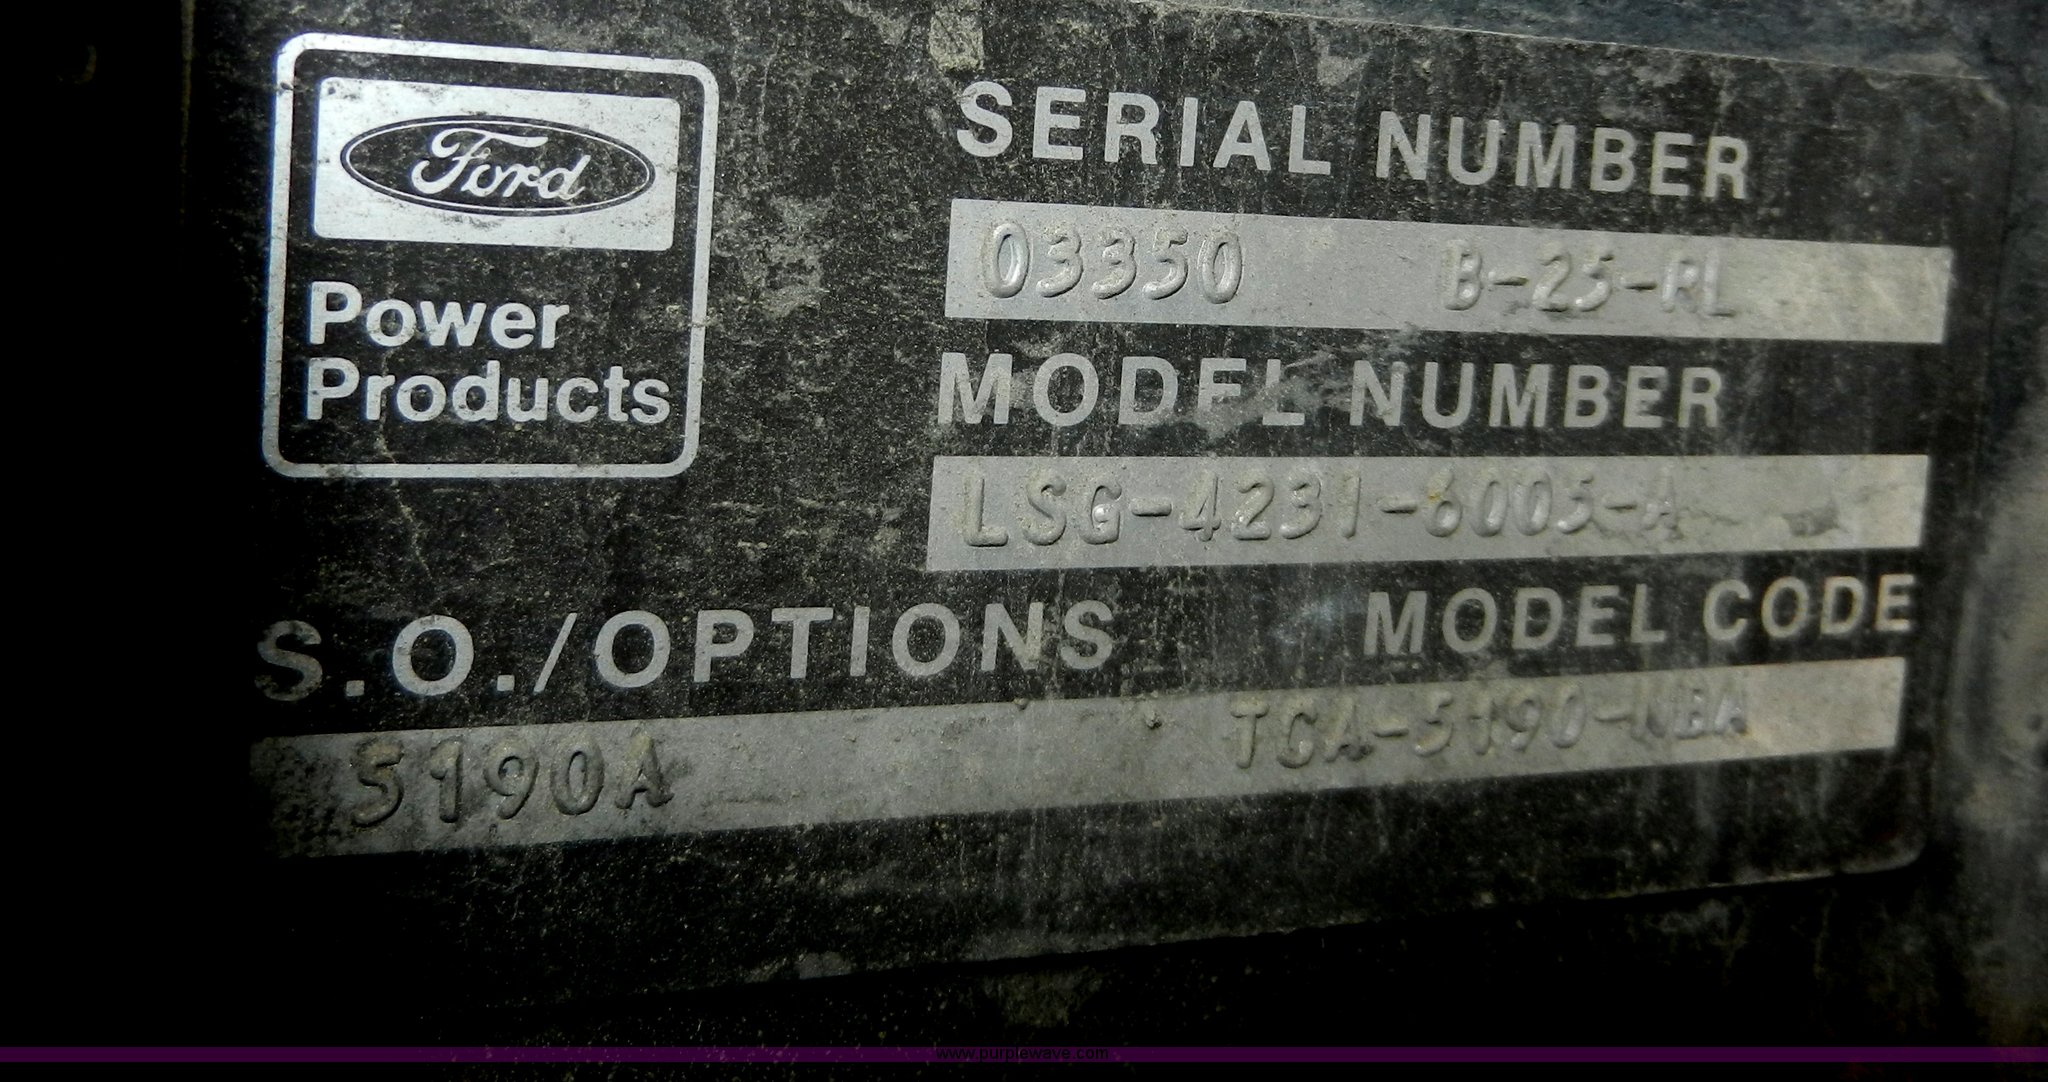 Ford
Power
Products
SERIAL NUMBER
03350 B-25-RL
MODEL NUMBER
LSG-4231-6005-A
S.O./OPTIONS MODEL CODE
5190A TCA-5190-NBA
www.purplewave.com